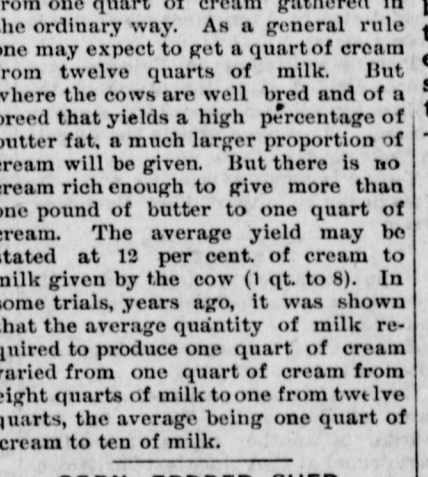 rom one quart of cream gathered in
he ordinary way. As a general rule
one may expect to get a quart of cream
rom twelve quarts of milk. But
where the cows are well bred and of a
breed that yields a high percentage of
butter fat, a much larger proportion of
cream will be given. But there is no
cream rich enough to give more than
one pound of butter to one quart of
cream. The average yield may be
stated at 12 per cent. of cream to
milk given by the cow (1 qt. to 8). In
some trials, years ago, it was shown
that the average quantity of milk re-
quired to produce one quart of cream
varied from one quart of cream from
eight quarts of milk to one from twelve
quarts, the average being one quart of
cream to ten of milk.